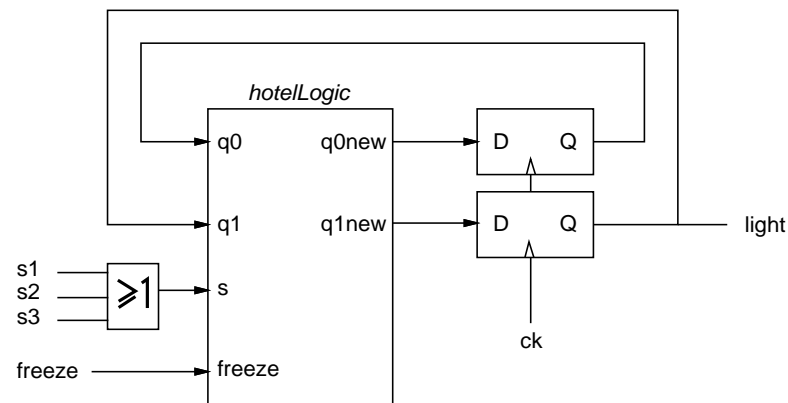 hotelLogic
q0 q0new D Q
q1 q1new D Q
light
s1
s2
s3
≥1
s
ck
freeze
freeze